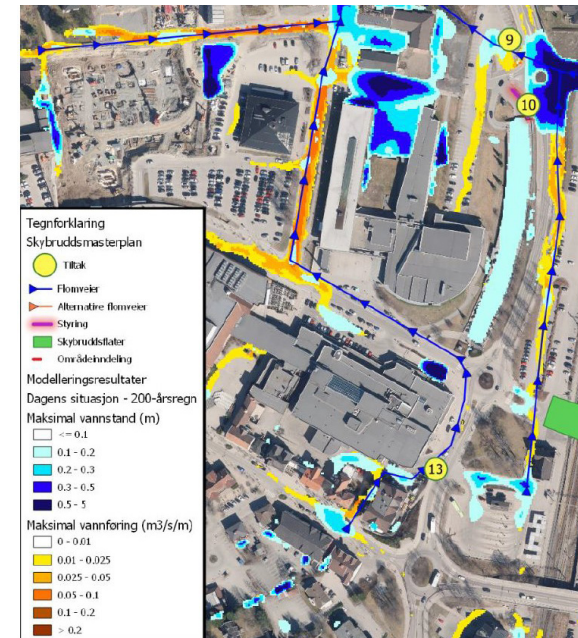 9
10
13
Tegnforklaring
Skybruddsmasterplan
Tiltak
Flomveier
Alternative flomveier
Styring
Skybruddsflater
Områdeinndeling
Modelleringsresultater
Dagens situasjon - 200-årsregn
Maksimal vannstand (m)
<= 0.1
0.1 - 0.2
0.2 - 0.3
0.3 - 0.5
0.5 - 5
Maksimal vannføring (m3/s/m)
0 - 0.01
0.01 - 0.025
0.025 - 0.05
0.05 - 0.1
0.1 - 0.2
> 0.2